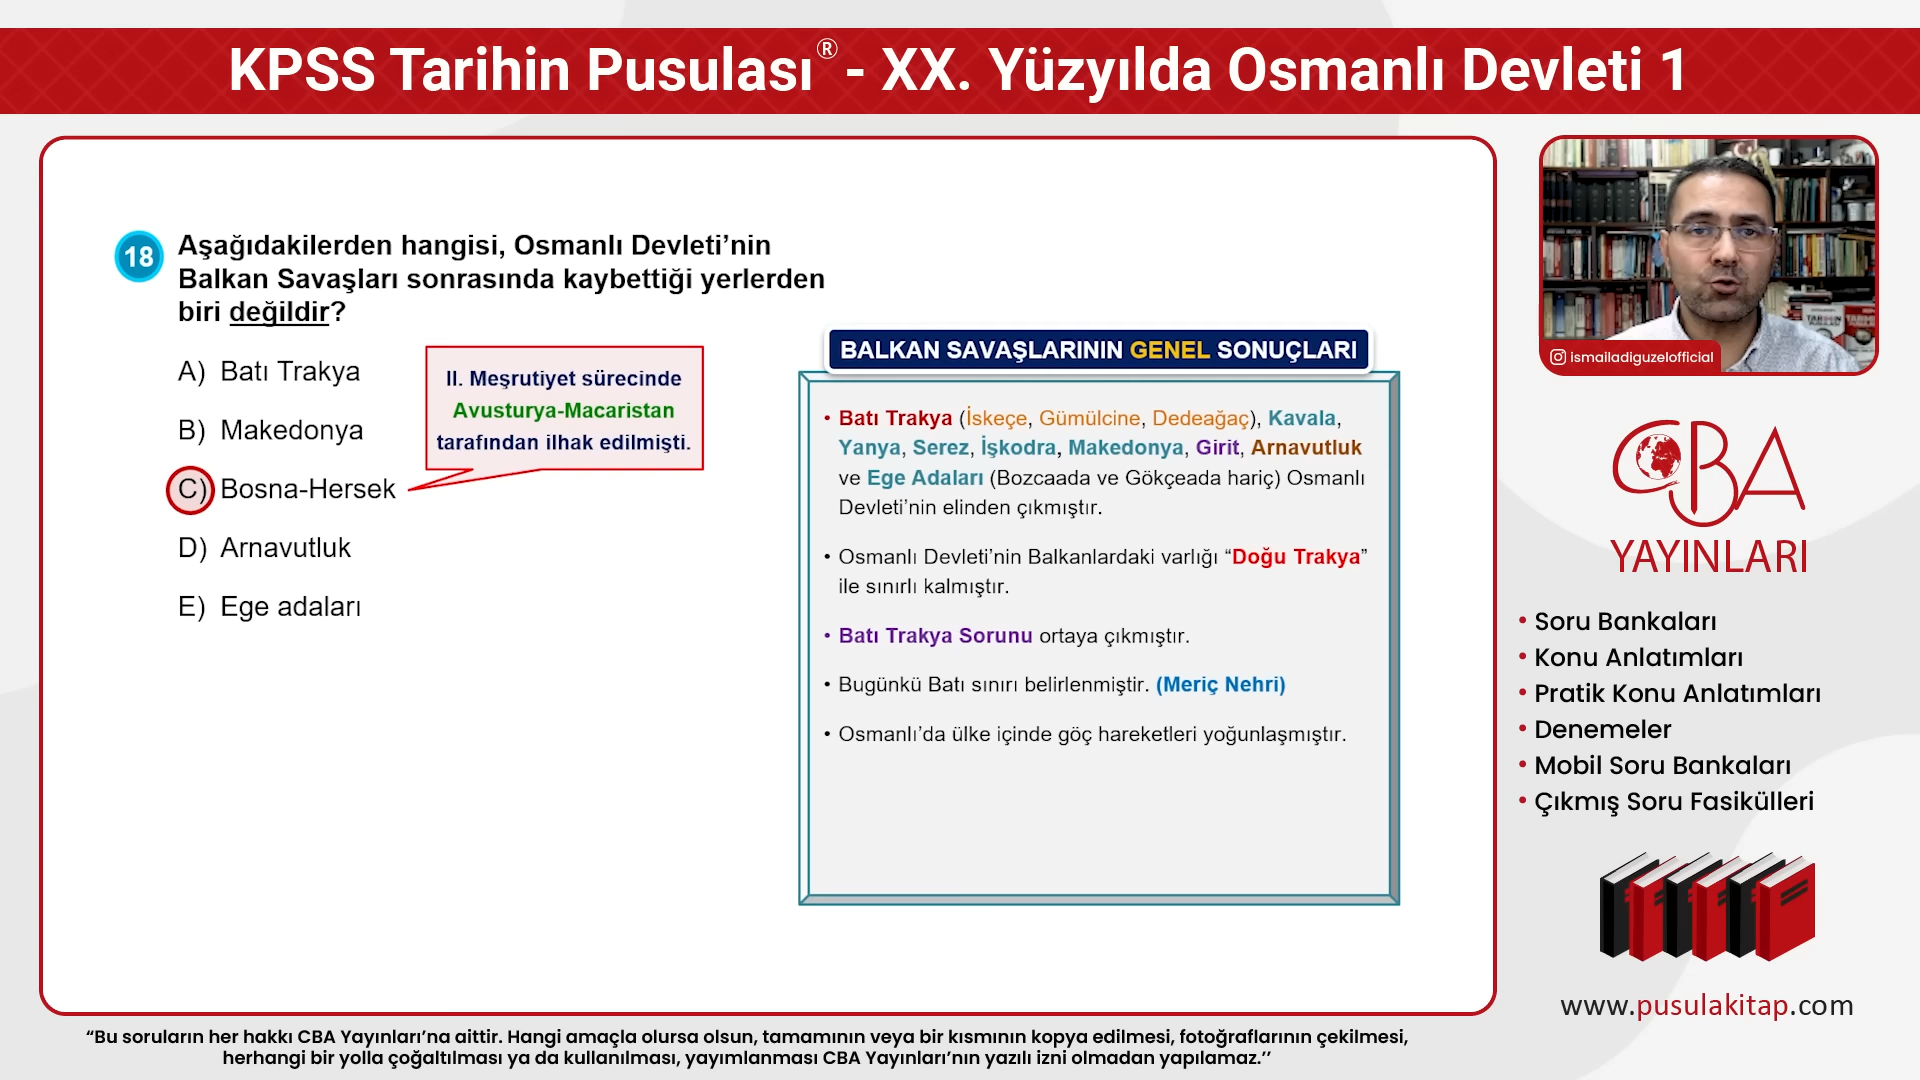 KPSS Tarihin Pusulası® - XX. Yüzyılda Osmanlı Devleti 1
18 Aşağıdakilerden hangisi, Osmanlı Devleti’nin
Balkan Savaşları sonrasında kaybettiği yerlerden
biri değildir?
A) Batı Trakya
B) Makedonya
C) Bosna-Hersek
D) Arnavutluk
E) Ege adaları
II. Meşrutiyet sürecinde
Avusturya-Macaristan
tarafından ilhak edilmişti.
BALKAN SAVAŞLARININ GENEL SONUÇLARI
• Batı Trakya (İskeçe, Gümülcine, Dedeağaç), Kavala,
Yanya, Serez, İşkodra, Makedonya, Girit, Arnavutluk
ve Ege Adaları (Bozcaada ve Gökçeada hariç) Osmanlı
Devleti’nin elinden çıkmıştır.
• Osmanlı Devleti’nin Balkanlardaki varlığı “Doğu Trakya”
ile sınırlı kalmıştır.
• Batı Trakya Sorunu ortaya çıkmıştır.
• Bugünkü Batı sınırı belirlenmiştir. (Meriç Nehri)
• Osmanlı’da ülke içinde göç hareketleri yoğunlaşmıştır.
ismailadiguzelofficial
CBA
YAYINLARI
• Soru Bankaları
• Konu Anlatımları
• Pratik Konu Anlatımları
• Denemeler
• Mobil Soru Bankaları
• Çıkmış Soru Fasikülleri
www.pusulakitap.com
“Bu soruların her hakkı CBA Yayınları’na aittir. Hangi amaçla olursa olsun, tamamının veya bir kısmının kopya edilmesi, fotoğraflarının çekilmesi,
herhangi bir yolla çoğaltılması ya da kullanılması, yayımlanması CBA Yayınları’nın yazılı izni olmadan yapılamaz.’’